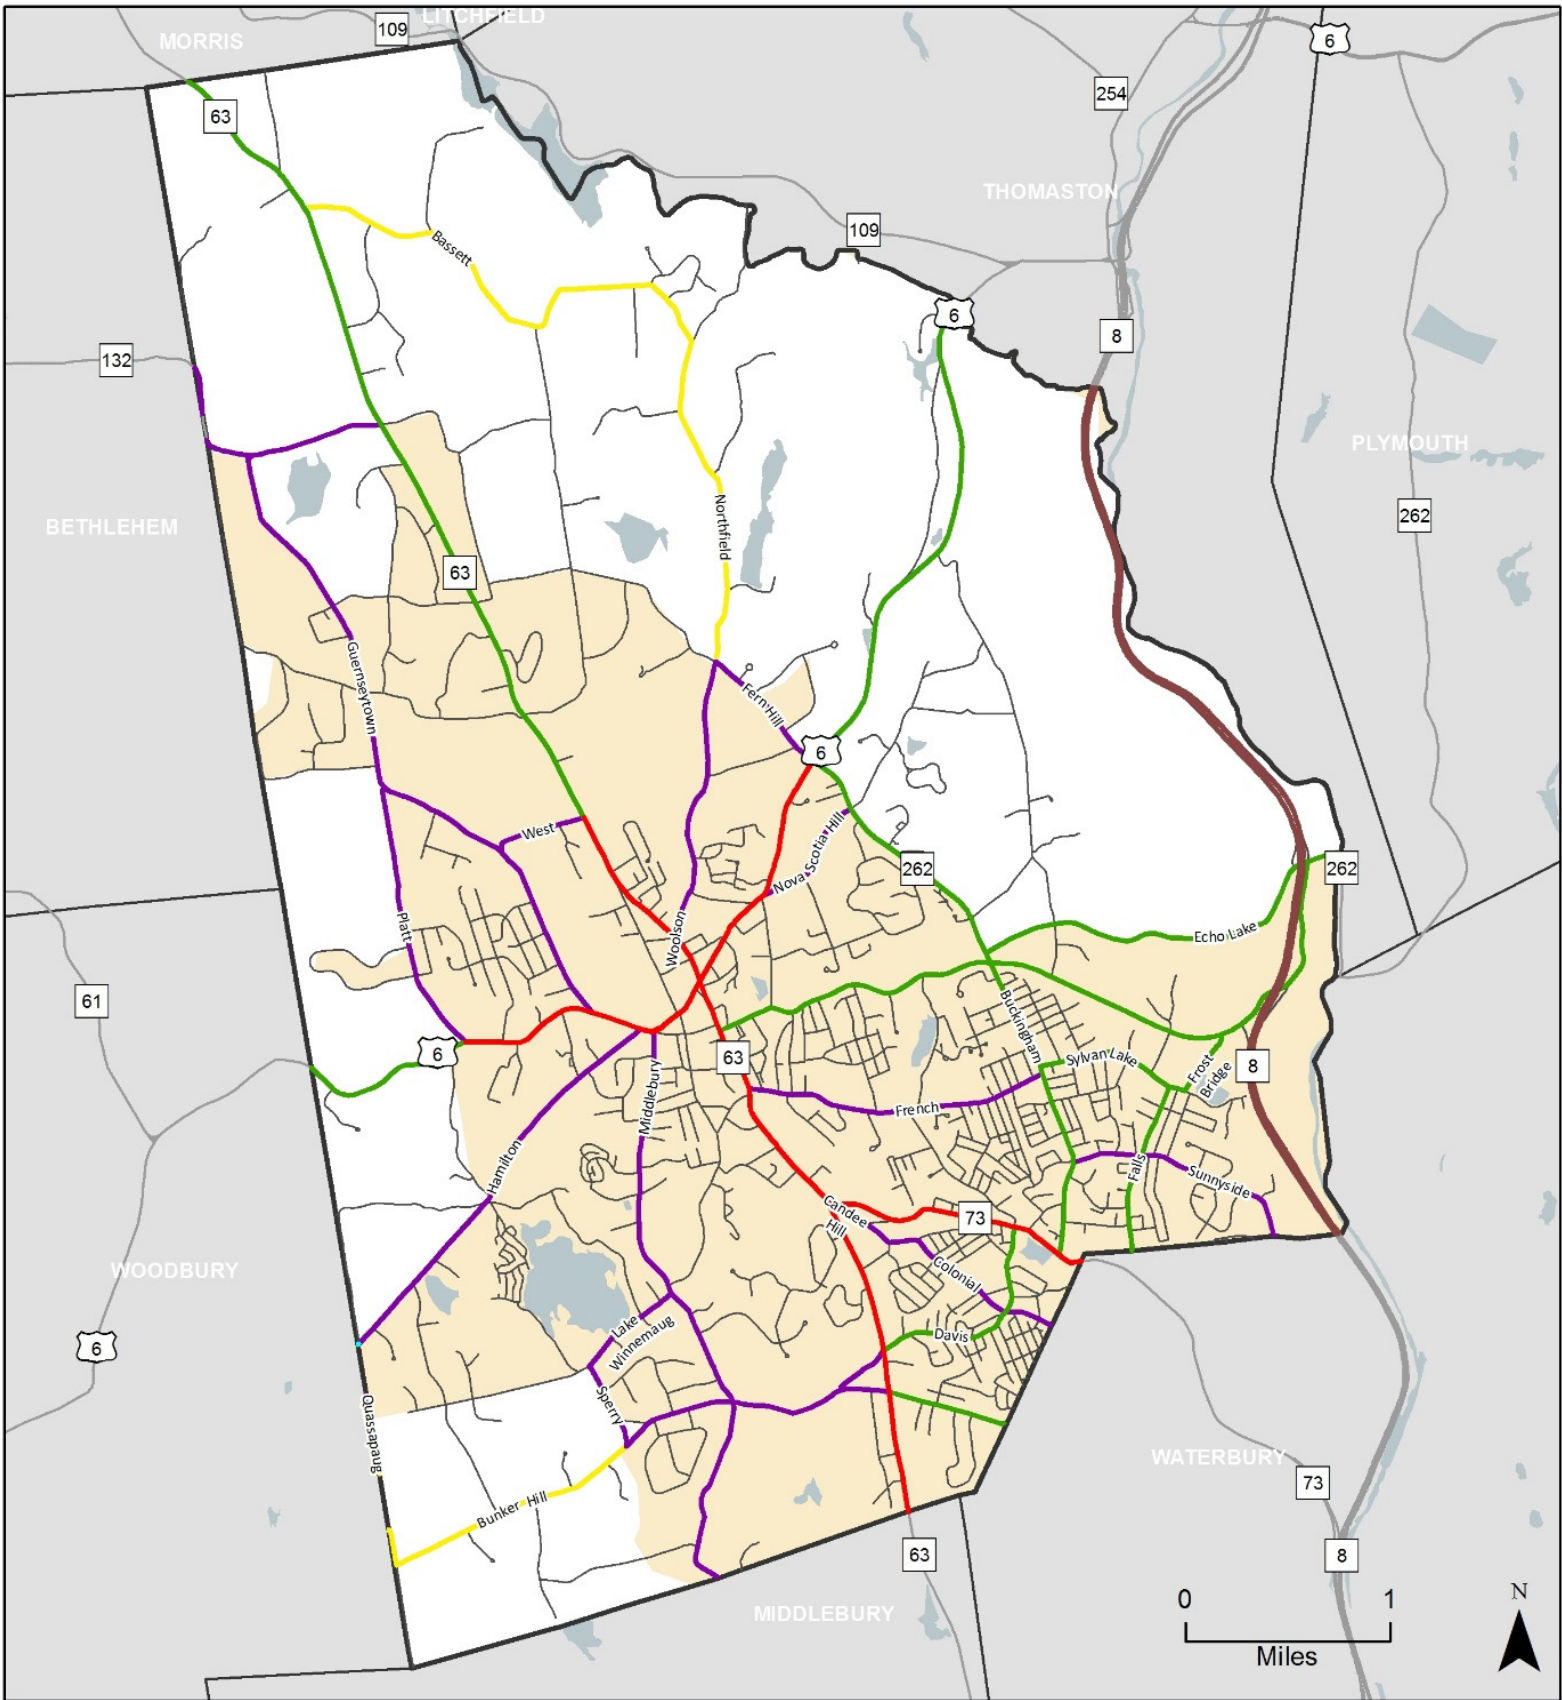 LITCHFIELD
109
MORRIS
6
254
63
THOMASTON
109
Bassett
6
8
132
PLYMOUTH
262
BETHLEHEM
Northfield
63
Guernseytown
Fern Hill
6
West
Nova Scotia Hill
262
262
Platt
Woolson
Echo Lake
61
Buckingham
6
63
Sylvan Lake
Frost
Bridge
8
Middlebury
French
Hamilton
Falls
Sunnyside
Candee
Hill
73
WOODBURY
Colonial
6
Lake
Winnemaug
Davis
Sperry
Quassapaug
WATERBURY
73
Bunker Hill
63
8
MIDDLEBURY
0 1
Miles
N